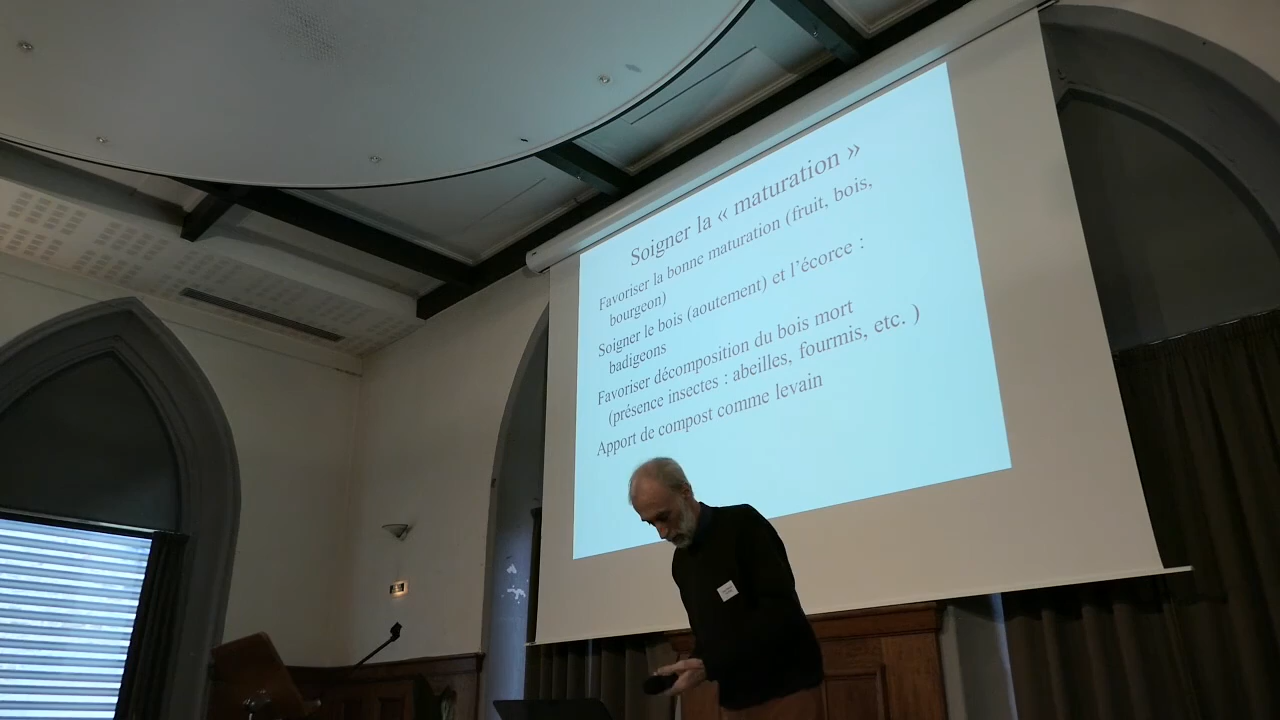 Soigner la « maturation »
Favoriser la bonne maturation (fruit, bois,
bourgeon)
Soigner le bois (aoutement) et l'écorce :
badigeons
Favoriser décomposition du bois mort
(présence insectes : abeilles, fourmis, etc. )
Apport de compost comme levain